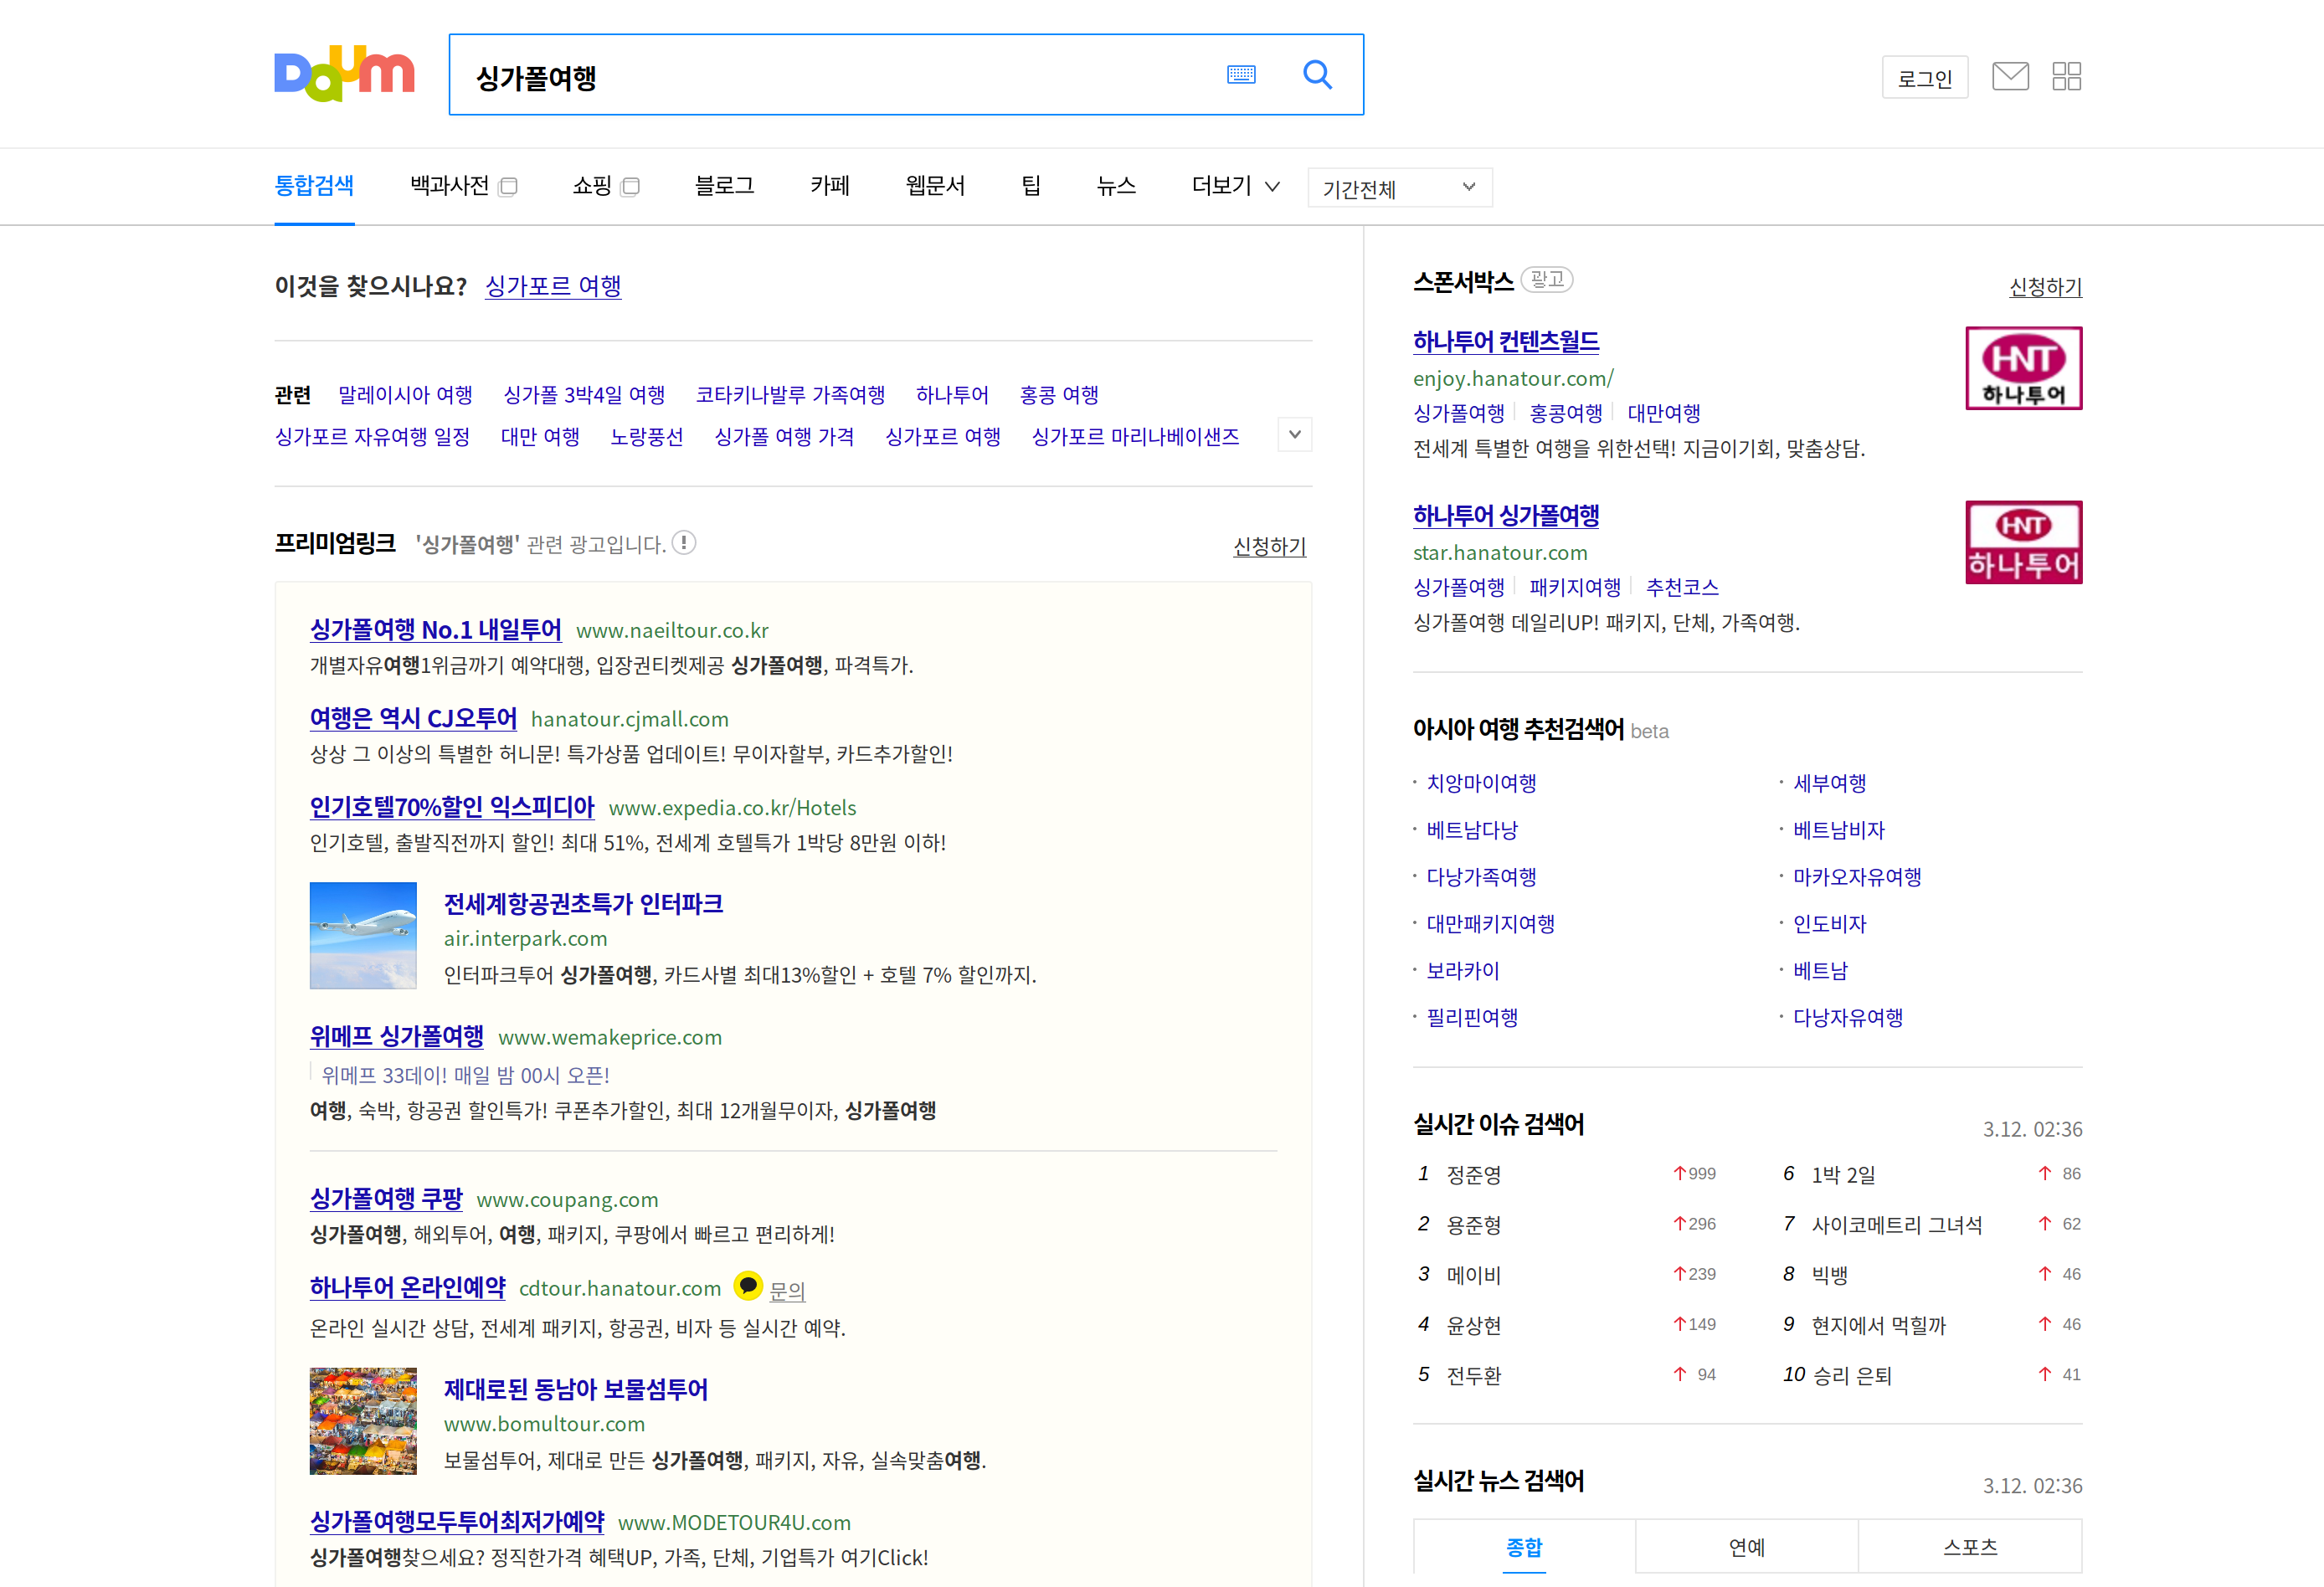 Daum
싱가폴여행
로그인
통합검색 백과사전 쇼핑 블로그 카페 웹문서 팁 뉴스 더보기 기간전체
이것을 찾으시나요? 싱가포르 여행
관련 말레이시아 여행 싱가폴 3박4일 여행 코타키나발루 가족여행 하나투어 홍콩 여행
싱가포르 자유여행 일정 대만 여행 노랑풍선 싱가폴 여행 가격 싱가포르 여행 싱가포르 마리나베이샌즈
프리미엄링크 '싱가폴여행' 관련 광고입니다. 신청하기
싱가폴여행 No.1 내일투어 www.naeiltour.co.kr
개별자유여행1위금까기 예약대행, 입장권티켓제공 싱가폴여행, 파격특가.
여행은 역시 CJ오투어 hanatour.cjmall.com
상상 그 이상의 특별한 허니문! 특가상품 업데이트! 무이자할부, 카드추가할인!
인기호텔70%할인 익스피디아 www.expedia.co.kr/Hotels
인기호텔, 출발직전까지 할인! 최대 51%, 전세계 호텔특가 1박당 8만원 이하!
전세계항공권초특가 인터파크
air.interpark.com
인터파크투어 싱가폴여행, 카드사별 최대13%할인 + 호텔 7% 할인까지.
위메프 싱가폴여행 www.wemakeprice.com
위메프 33데이! 매일 밤 00시 오픈!
여행, 숙박, 항공권 할인특가! 쿠폰추가할인, 최대 12개월무이자, 싱가폴여행
싱가폴여행 쿠팡 www.coupang.com
싱가폴여행, 해외투어, 여행, 패키지, 쿠팡에서 빠르고 편리하게!
하나투어 온라인예약 cdtour.hanatour.com 문의
온라인 실시간 상담, 전세계 패키지, 항공권, 비자 등 실시간 예약.
제대로된 동남아 보물섬투어
www.bomultour.com
보물섬투어, 제대로 만든 싱가폴여행, 패키지, 자유, 실속맞춤여행.
싱가폴여행모두투어최저가예약 www.MODETOUR4U.com
싱가폴여행찾으세요? 정직한가격 혜택UP, 가족, 단체, 기업특가 여기Click!
스폰서박스 광고 신청하기
하나투어 컨텐츠월드
enjoy.hanatour.com/
싱가폴여행 홍콩여행 대만여행
전세계 특별한 여행을 위한선택! 지금이기회, 맞춤상담.
HNT
하나투어
하나투어 싱가폴여행
star.hanatour.com
싱가폴여행 패키지여행 추천코스
싱가폴여행 데일리UP! 패키지, 단체, 가족여행.
HNT
하나투어
아시아 여행 추천검색어 beta
· 치앙마이여행 · 세부여행
· 베트남다낭 · 베트남비자
· 다낭가족여행 · 마카오자유여행
· 대만패키지여행 · 인도비자
· 보라카이 · 베트남
· 필리핀여행 · 다낭자유여행
실시간 이슈 검색어 3.12. 02:36
1 정준영 ↑999 6 1박 2일 ↑ 86
2 용준형 ↑296 7 사이코메트리 그녀석 ↑ 62
3 메이비 ↑239 8 빅뱅 ↑ 46
4 윤상현 ↑149 9 현지에서 먹힐까 ↑ 46
5 전두환 ↑ 94 10 승리 은퇴 ↑ 41
실시간 뉴스 검색어 3.12. 02:36
종합 연예 스포츠